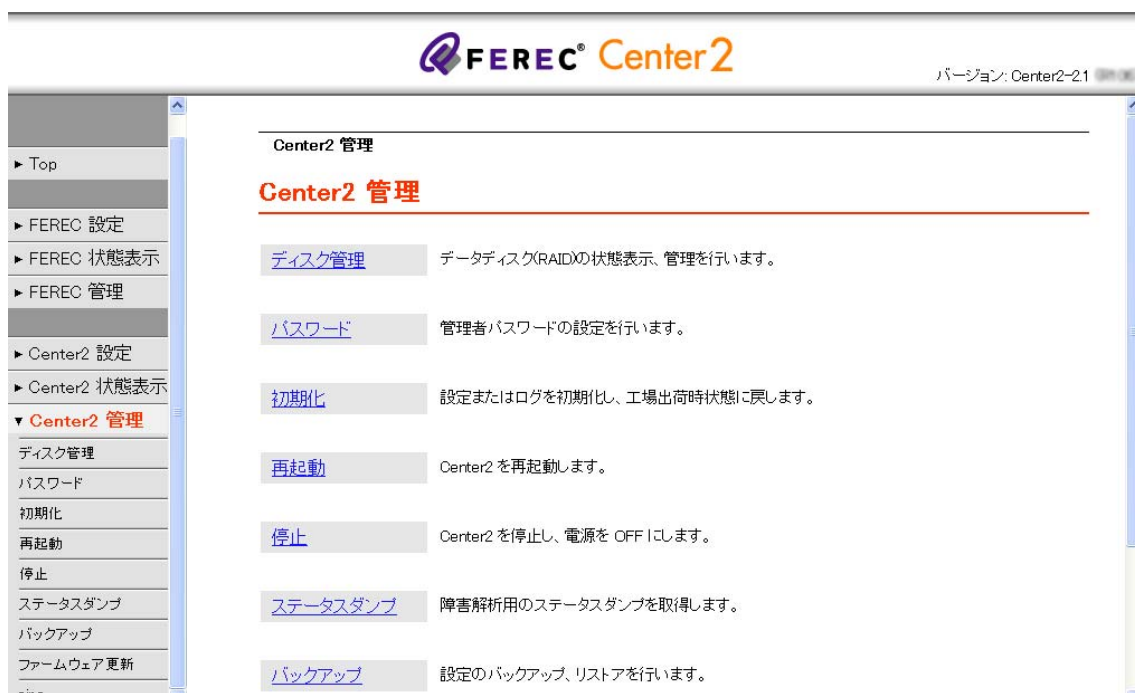 FEREC® Center2
バージョン: Center2-2.1
▶ Top
▶ FEREC 設定
▶ FEREC 状態表示
▶ FEREC 管理
▶ Center2 設定
▶ Center2 状態表示
▼ Center2 管理
ディスク管理
パスワード
初期化
再起動
停止
ステータスダンプ
バックアップ
ファームウェア更新
Center2 管理
Center2 管理
ディスク管理 データディスク(RAID)の状態表示、管理を行います。
パスワード 管理者パスワードの設定を行います。
初期化 設定またはログを初期化し、工場出荷時状態に戻します。
再起動 Center2 を再起動します。
停止 Center2 を停止し、電源を OFF にします。
ステータスダンプ 障害解析用のステータスダンプを取得します。
バックアップ 設定のバックアップ、リストアを行います。